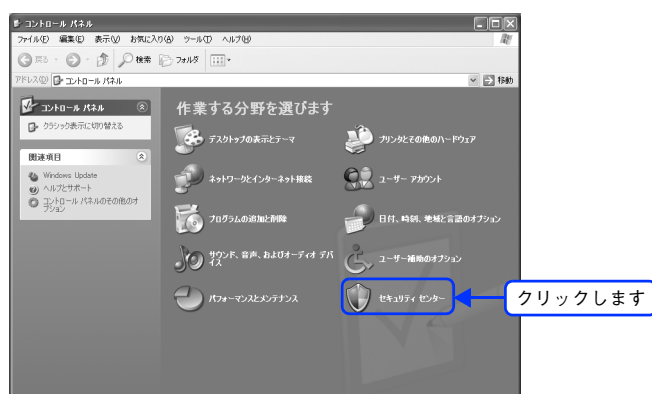 コントロール パネル
ファイル(F) 編集(E) 表示(V) お気に入り(A) ツール(T) ヘルプ(H)
戻る 検索 フォルダ
アドレス(D) コントロール パネル 移動
コントロール パネル
クラシック表示に切り替える
関連項目
Windows Update
ヘルプとサポート
コントロール パネルのその他のオ
プション
作業する分野を選びます
デスクトップの表示とテーマ
プリンタとその他のハードウェア
ネットワークとインターネット接続
ユーザー アカウント
プログラムの追加と削除
日付、時刻、地域と言語のオプション
サウンド、音声、およびオーディオ デバ
イス
ユーザー補助のオプション
パフォーマンスとメンテナンス
セキュリティ センター
クリックします